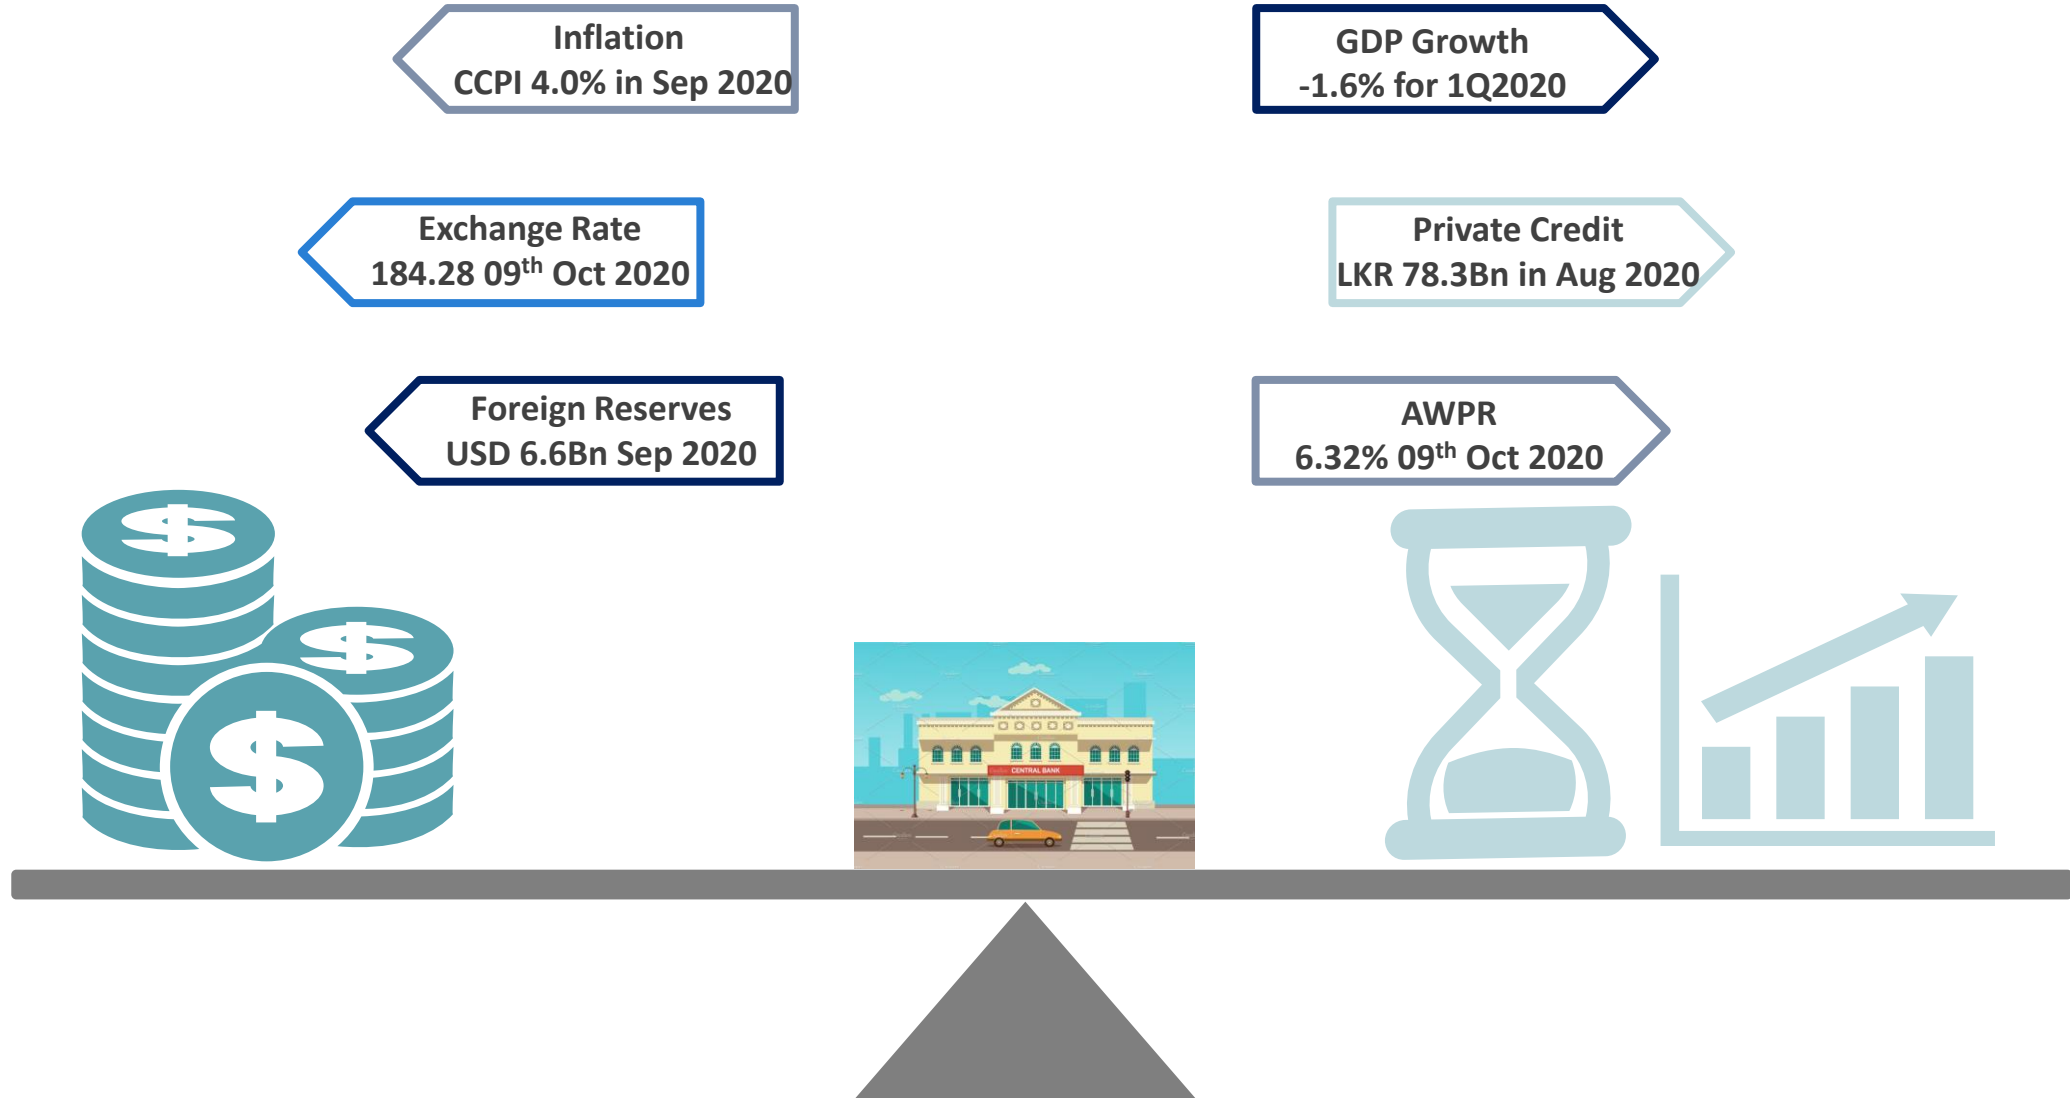 Inflation
CCPI 4.0% in Sep 2020
GDP Growth
-1.6% for 1Q2020
Exchange Rate
184.28 09th Oct 2020
Private Credit
LKR 78.3Bn in Aug 2020
Foreign Reserves
USD 6.6Bn Sep 2020
AWPR
6.32% 09th Oct 2020
CENTRAL BANK